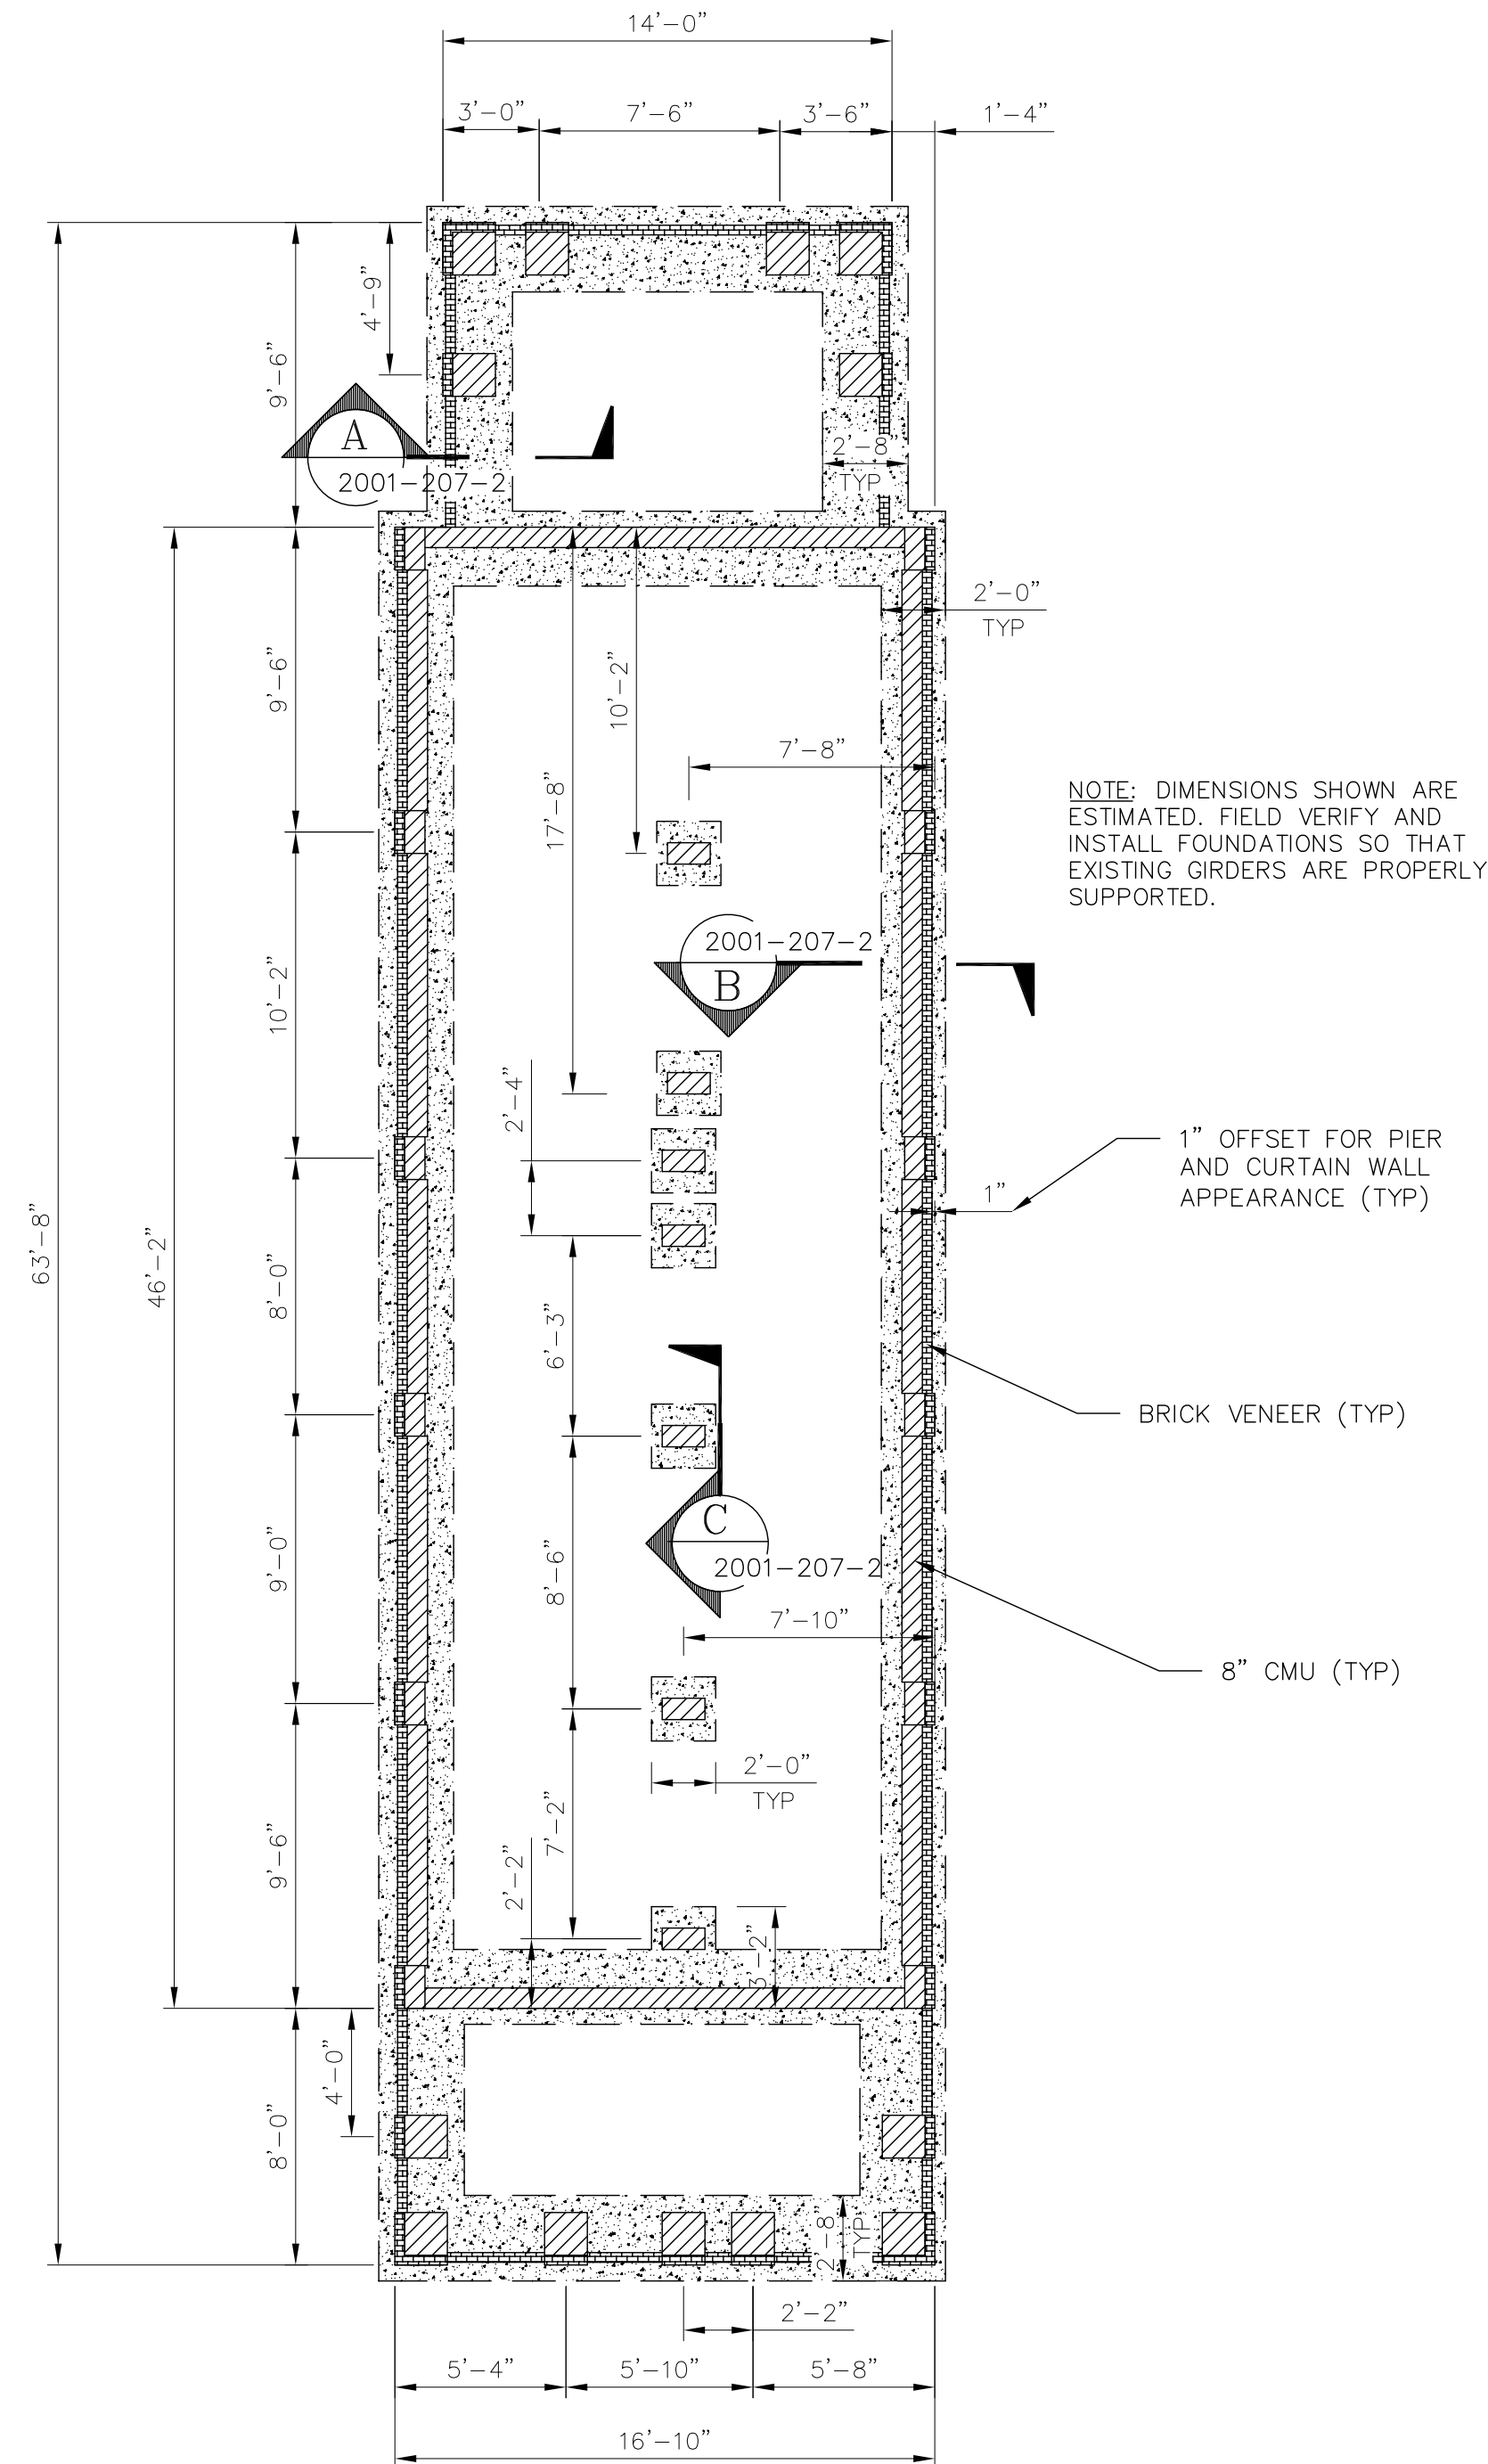 14’-0”
3’-0” 7’-6” 3’-6” 1’-4”
4’-9”
9’-6”
A
2001-207-2
2’-8”
TYP
2’-0”
TYP
9’-6”
10’-2”
17’-8”
7’-8”
NOTE: DIMENSIONS SHOWN ARE
ESTIMATED. FIELD VERIFY AND
INSTALL FOUNDATIONS SO THAT
EXISTING GIRDERS ARE PROPERLY
SUPPORTED.
2001-207-2
B
10’-2”
2’-4”
1” OFFSET FOR PIER
AND CURTAIN WALL
APPEARANCE (TYP)
1”
63’-8”
46’-2”
8’-0”
6’-3”
BRICK VENEER (TYP)
C
2001-207-2
9’-0”
8’-6”
7’-10”
8” CMU (TYP)
2’-0”
TYP
7’-2”
9’-6”
2’-2”
3’-2”
4’-0”
8’-0”
2’-8”
TYP
2’-2”
5’-4” 5’-10” 5’-8”
16’-10”